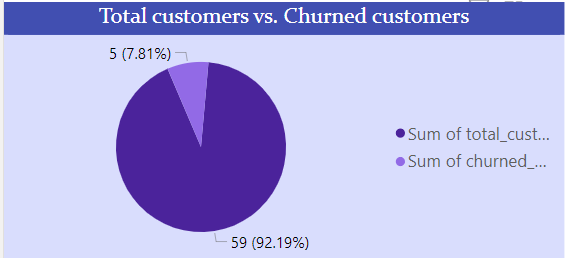 Total customers vs. Churned customers
5 (7.81%)
Sum of total_cust...
Sum of churned_...
59 (92.19%)